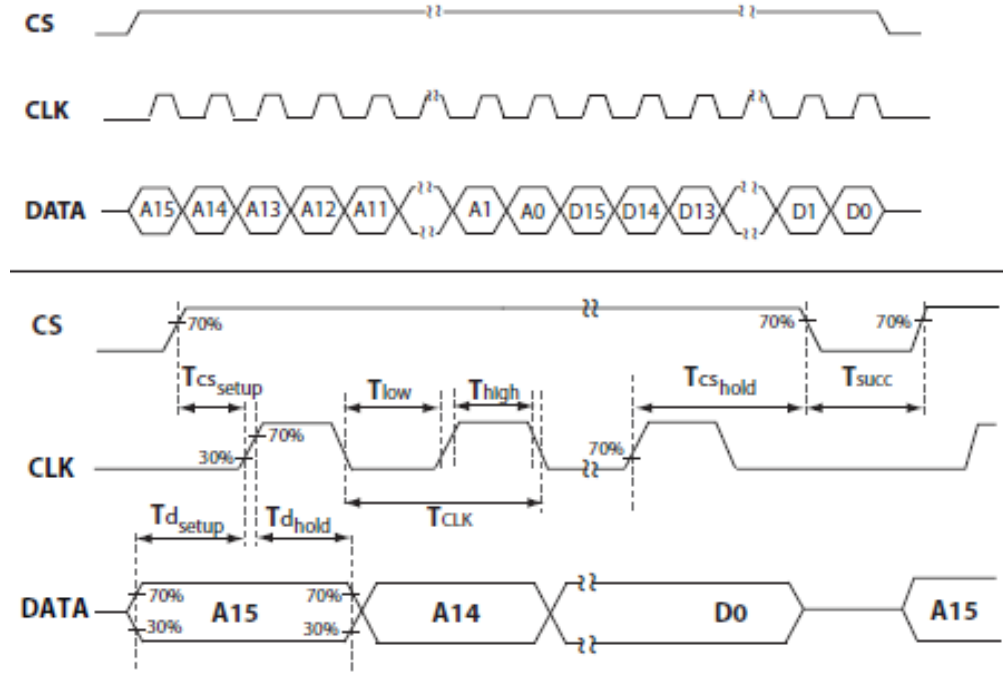 CS
CLK
DATA A15 A14 A13 A12 A11 A1 A0 D15 D14 D13 D1 D0
CS 70% 70% 70%
Tcssetup Tlow Thigh Tcshold Tsucc
CLK 30% 70% 70%
Tdsetup Tdhold TCLK
DATA 70% 30% A15 70% 30% A14 D0 A15